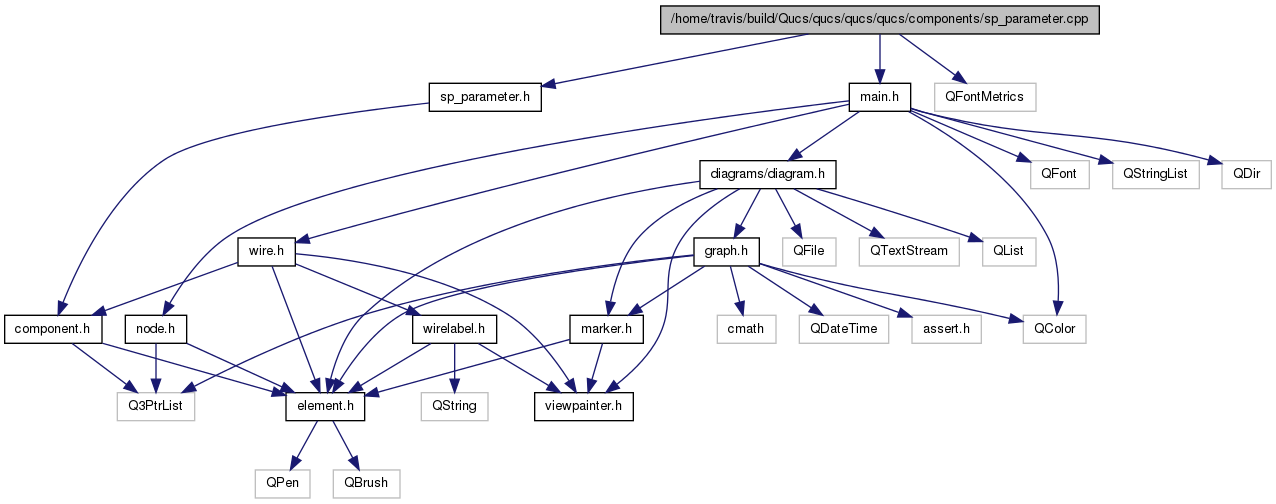 /home/travis/build/Qucs/qucs/qucs/qucs/components/sp_parameter.cpp
sp_parameter.h
main.h
QFontMetrics
diagrams/diagram.h
QFont
QStringList
QDir
wire.h
graph.h
QFile
QTextStream
QList
component.h
node.h
wirelabel.h
marker.h
cmath
QDateTime
assert.h
QColor
Q3PtrList
element.h
QString
viewpainter.h
QPen
QBrush